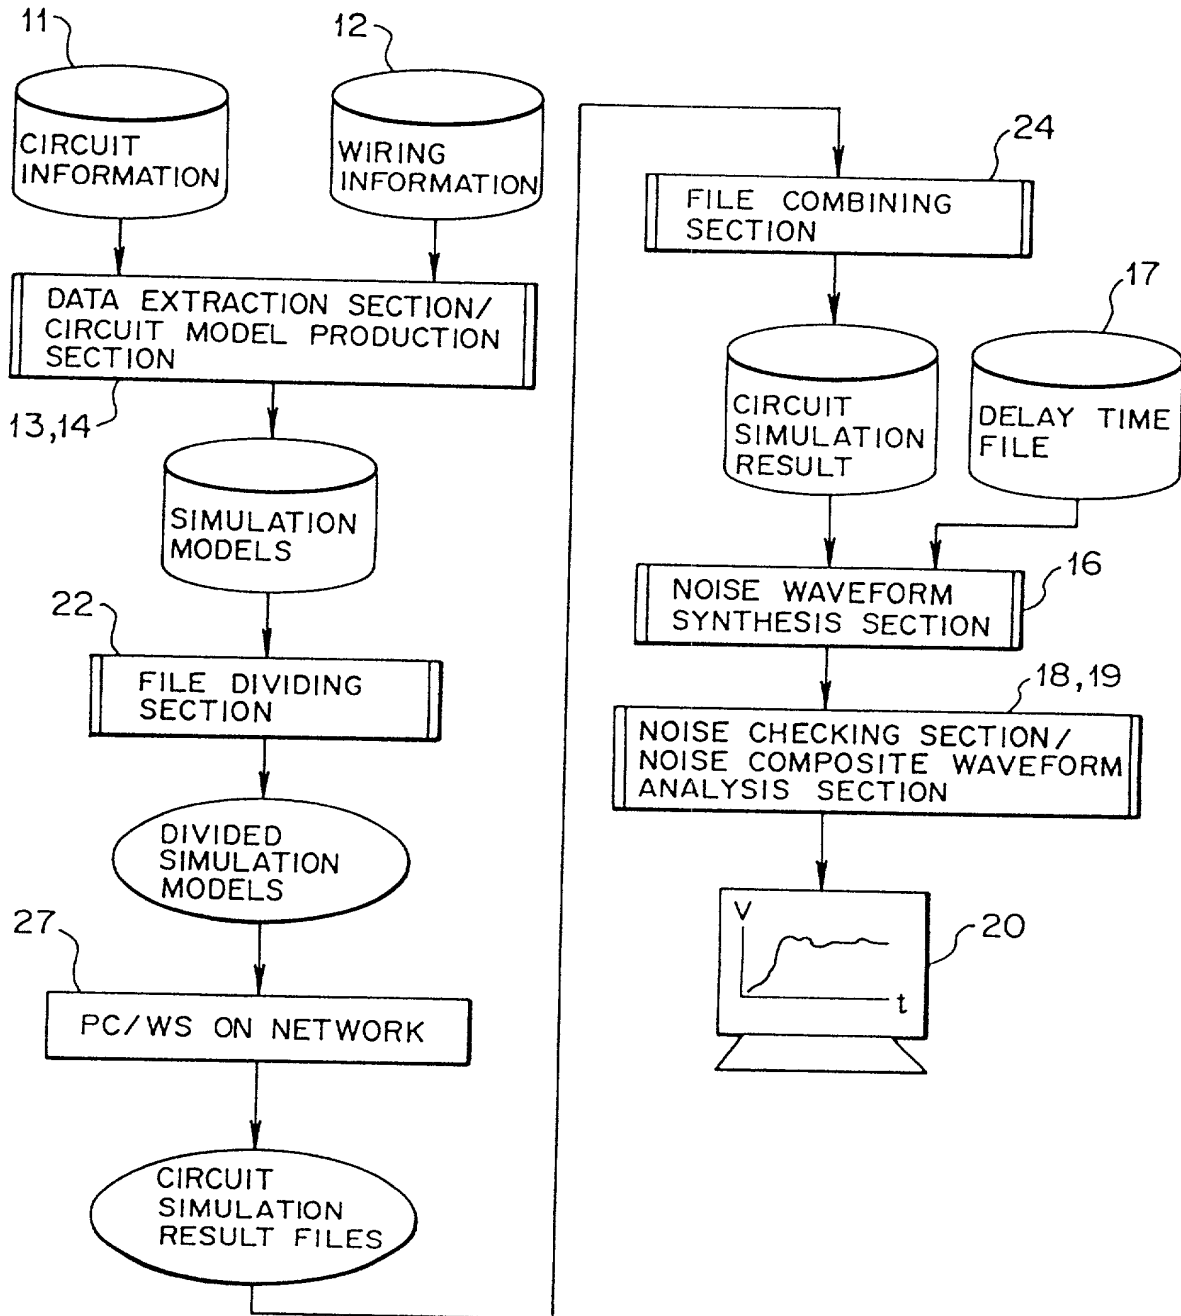 11
12
CIRCUIT
INFORMATION
WIRING
INFORMATION
DATA EXTRACTION SECTION/
CIRCUIT MODEL PRODUCTION
SECTION
13,14
SIMULATION
MODELS
22
FILE DIVIDING
SECTION
DIVIDED
SIMULATION
MODELS
27
PC/WS ON NETWORK
CIRCUIT
SIMULATION
RESULT FILES
24
FILE COMBINING
SECTION
17
CIRCUIT
SIMULATION
RESULT
DELAY TIME
FILE
16
NOISE WAVEFORM
SYNTHESIS SECTION
18,19
NOISE CHECKING SECTION/
NOISE COMPOSITE WAVEFORM
ANALYSIS SECTION
V
t
20